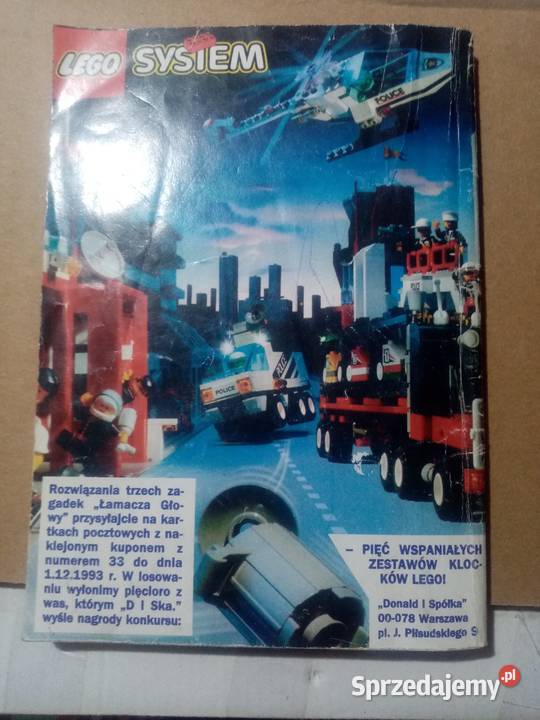 LEGO SYSTEM
POLICE
POLICE
Rozwiązania trzech za-
gadek „Łamacza Gło-
wy" przysyłajcie na kar-
tkach pocztowych z na-
klejonym kuponem z
numerem 33 do dnia
1.12.1993 r. W losowa-
niu wyłonimy pięcioro z
was, którym „D i Ska."
wyśle nagrody konkursu:
– PIĘĆ WSPANIAŁYCH
ZESTAWÓW KLOC-
KÓW LEGO!
„Donald i Spółka"
00-078 Warszawa
pl. J. Piłsudskiego 9
Sprzedajemy.pl